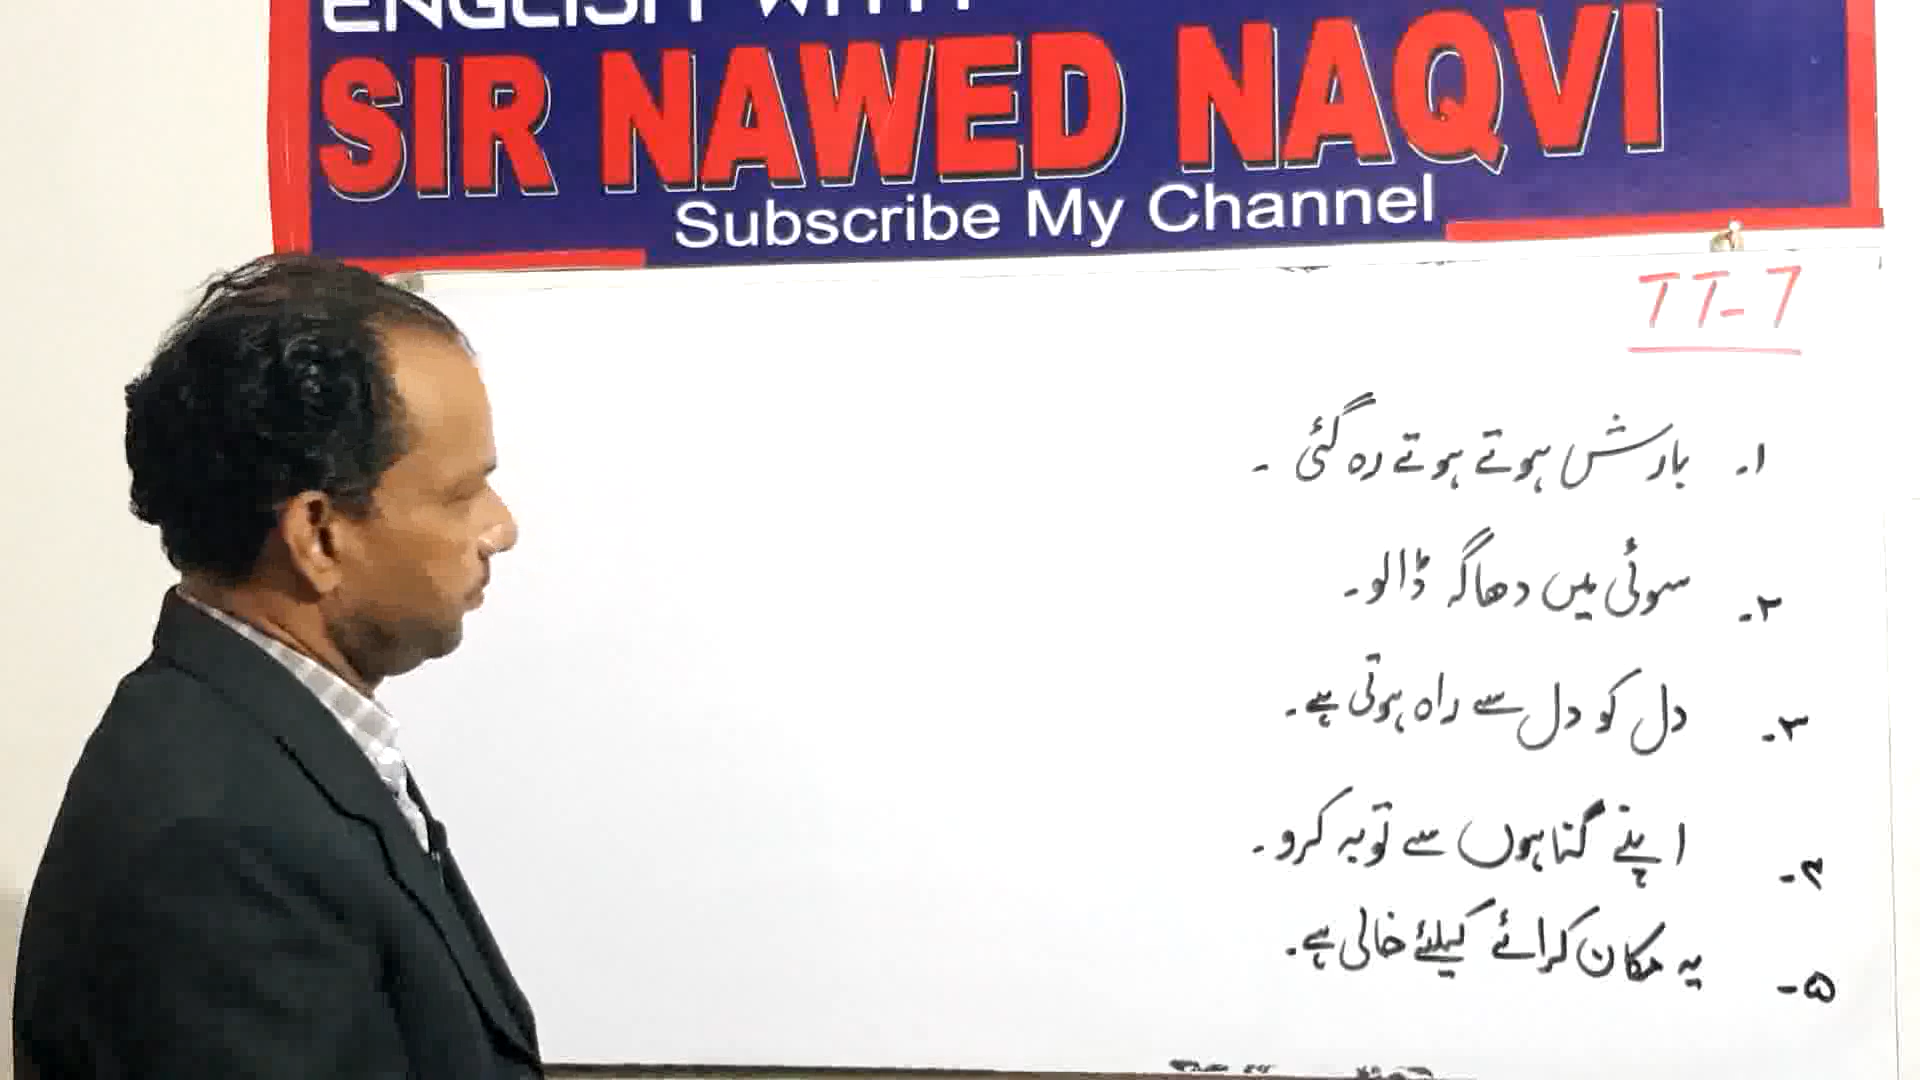 ENGLISH WITH
SIR NAWED NAQVI
Subscribe My Channel
TT-7
۱۔ بارش ہوتے ہوتے رہ گئی ۔
۲۔ سوئی میں دھاگہ ڈالو۔
۳۔ دل کو دل سے راہ ہوتی ہے۔
۴۔ اپنے گناہوں سے توبہ کرو۔
۵۔ یہ مکان کرائے کیلئے خالی ہے۔